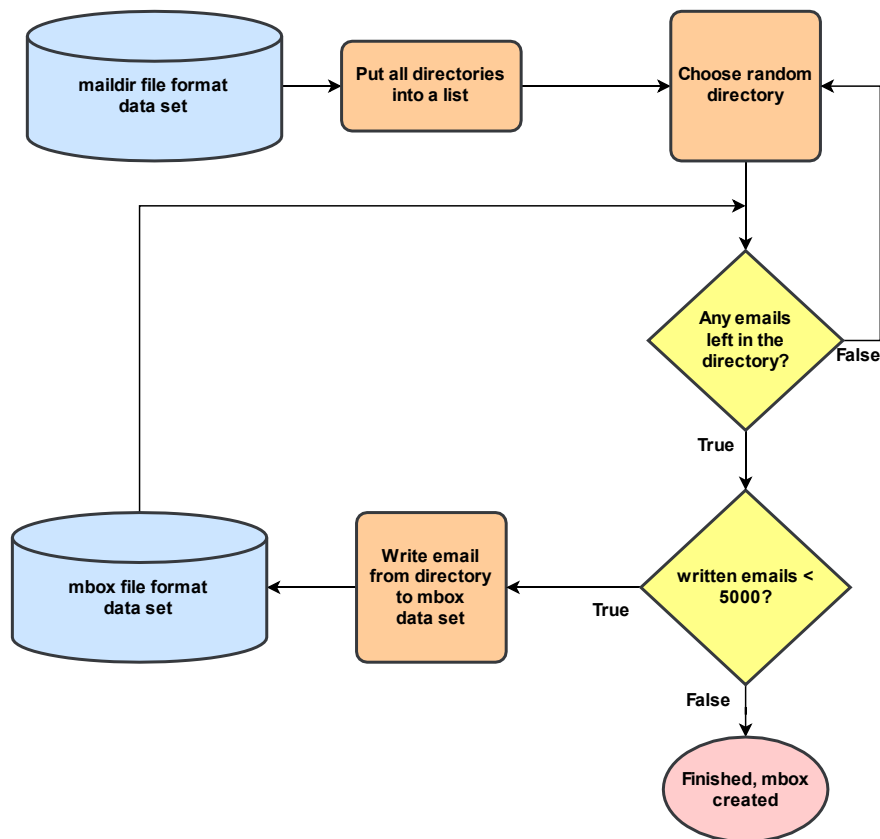 maildir file format
data set
Put all directories
into a list
Choose random
directory
Any emails
left in the
directory?
False
True
written emails <
5000?
True
Write email
from directory
to mbox
data set
mbox file format
data set
False
Finished, mbox
created